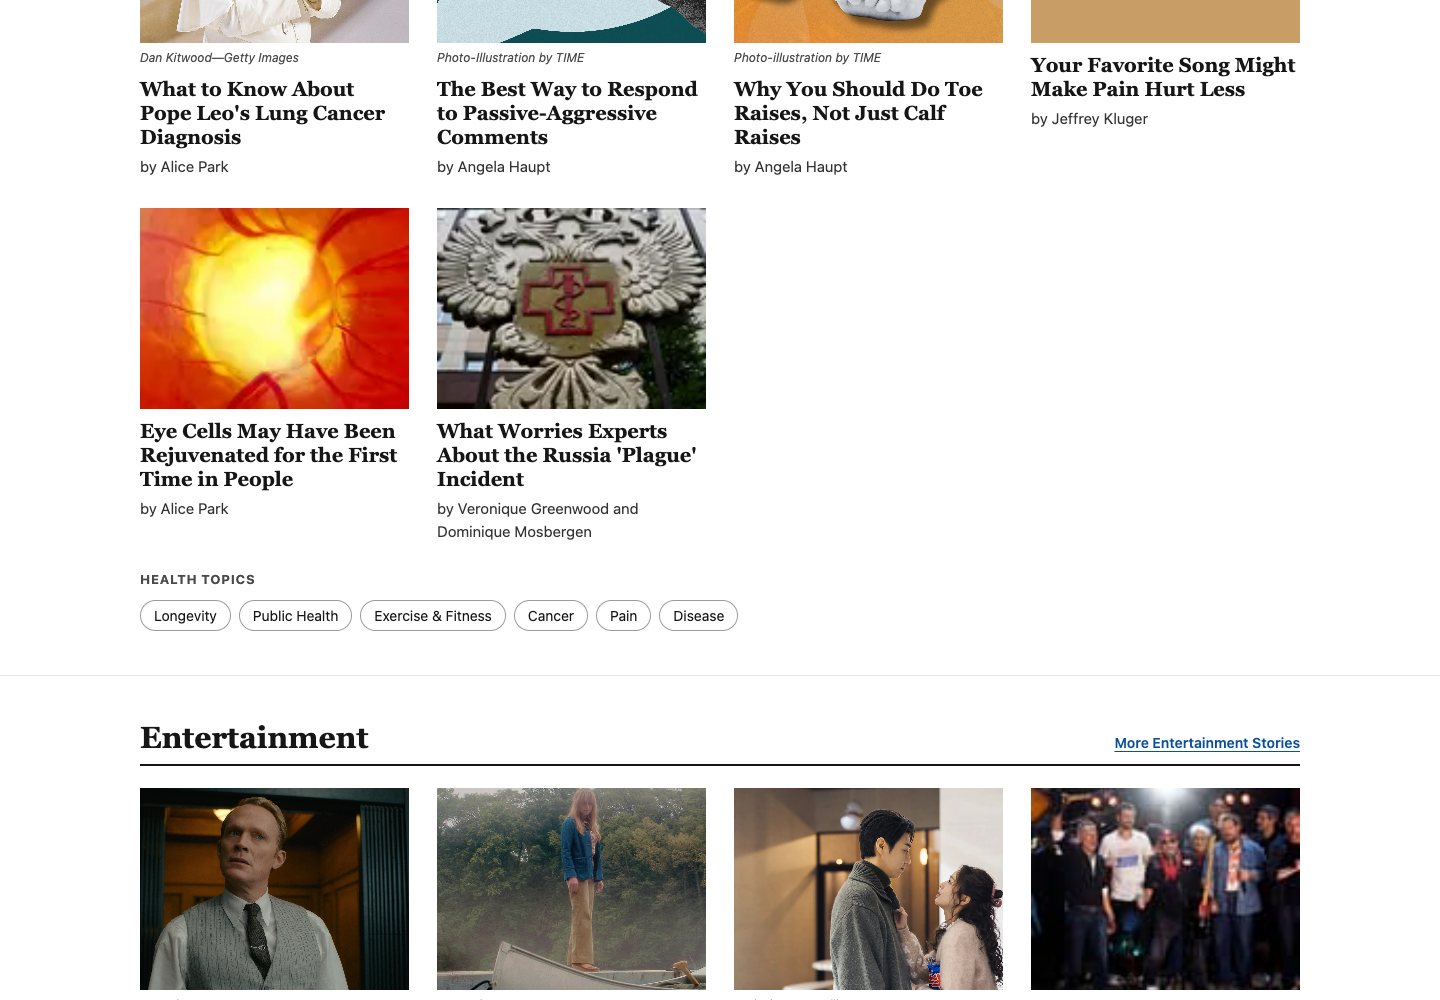 Dan Kitwood—Getty Images
What to Know About
Pope Leo's Lung Cancer
Diagnosis
by Alice Park
Photo-Illustration by TIME
The Best Way to Respond
to Passive-Aggressive
Comments
by Angela Haupt
Photo-illustration by TIME
Why You Should Do Toe
Raises, Not Just Calf
Raises
by Angela Haupt
Your Favorite Song Might
Make Pain Hurt Less
by Jeffrey Kluger
Eye Cells May Have Been
Rejuvenated for the First
Time in People
by Alice Park
What Worries Experts
About the Russia 'Plague'
Incident
by Veronique Greenwood and
Dominique Mosbergen
HEALTH TOPICS
Longevity
Public Health
Exercise & Fitness
Cancer
Pain
Disease
Entertainment
More Entertainment Stories